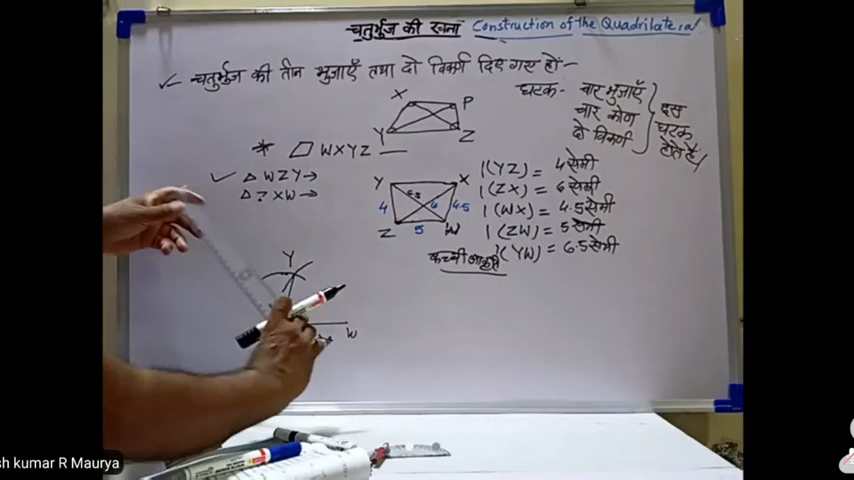 चतुर्भुज की रचना Construction of the Quadrilateral
✓ चतुर्भुज की तीन भुजाएँ तथा दो विकर्ण दिए गए हो -
घटक:- चार भुजाएँ
चार कोन
दो विकर्ण
दस
घटक
होते है।
X P
Y Z
* ▱ WXYZ —
✓ △ WZY →
△ ZXW →
Y X
6.5
4 6 4.5
Z 5 W
कच्ची आकृति
l(YZ) = 4 सेमी
l(ZX) = 6 सेमी
l(WX) = 4.5 सेमी
l(ZW) = 5 सेमी
l(YW) = 6.5 सेमी
Y
W
sh kumar R Maurya